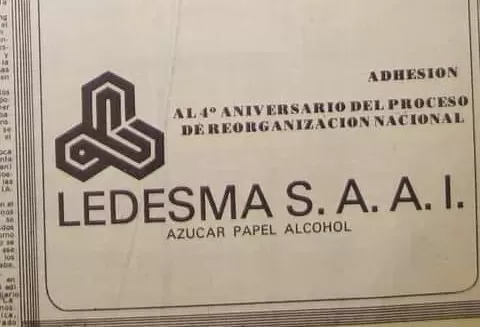 ADHESION
AL 4º ANIVERSARIO DEL PROCESO
DE REORGANIZACION NACIONAL
LEDESMA S. A. A. I.
AZUCAR PAPEL ALCOHOL